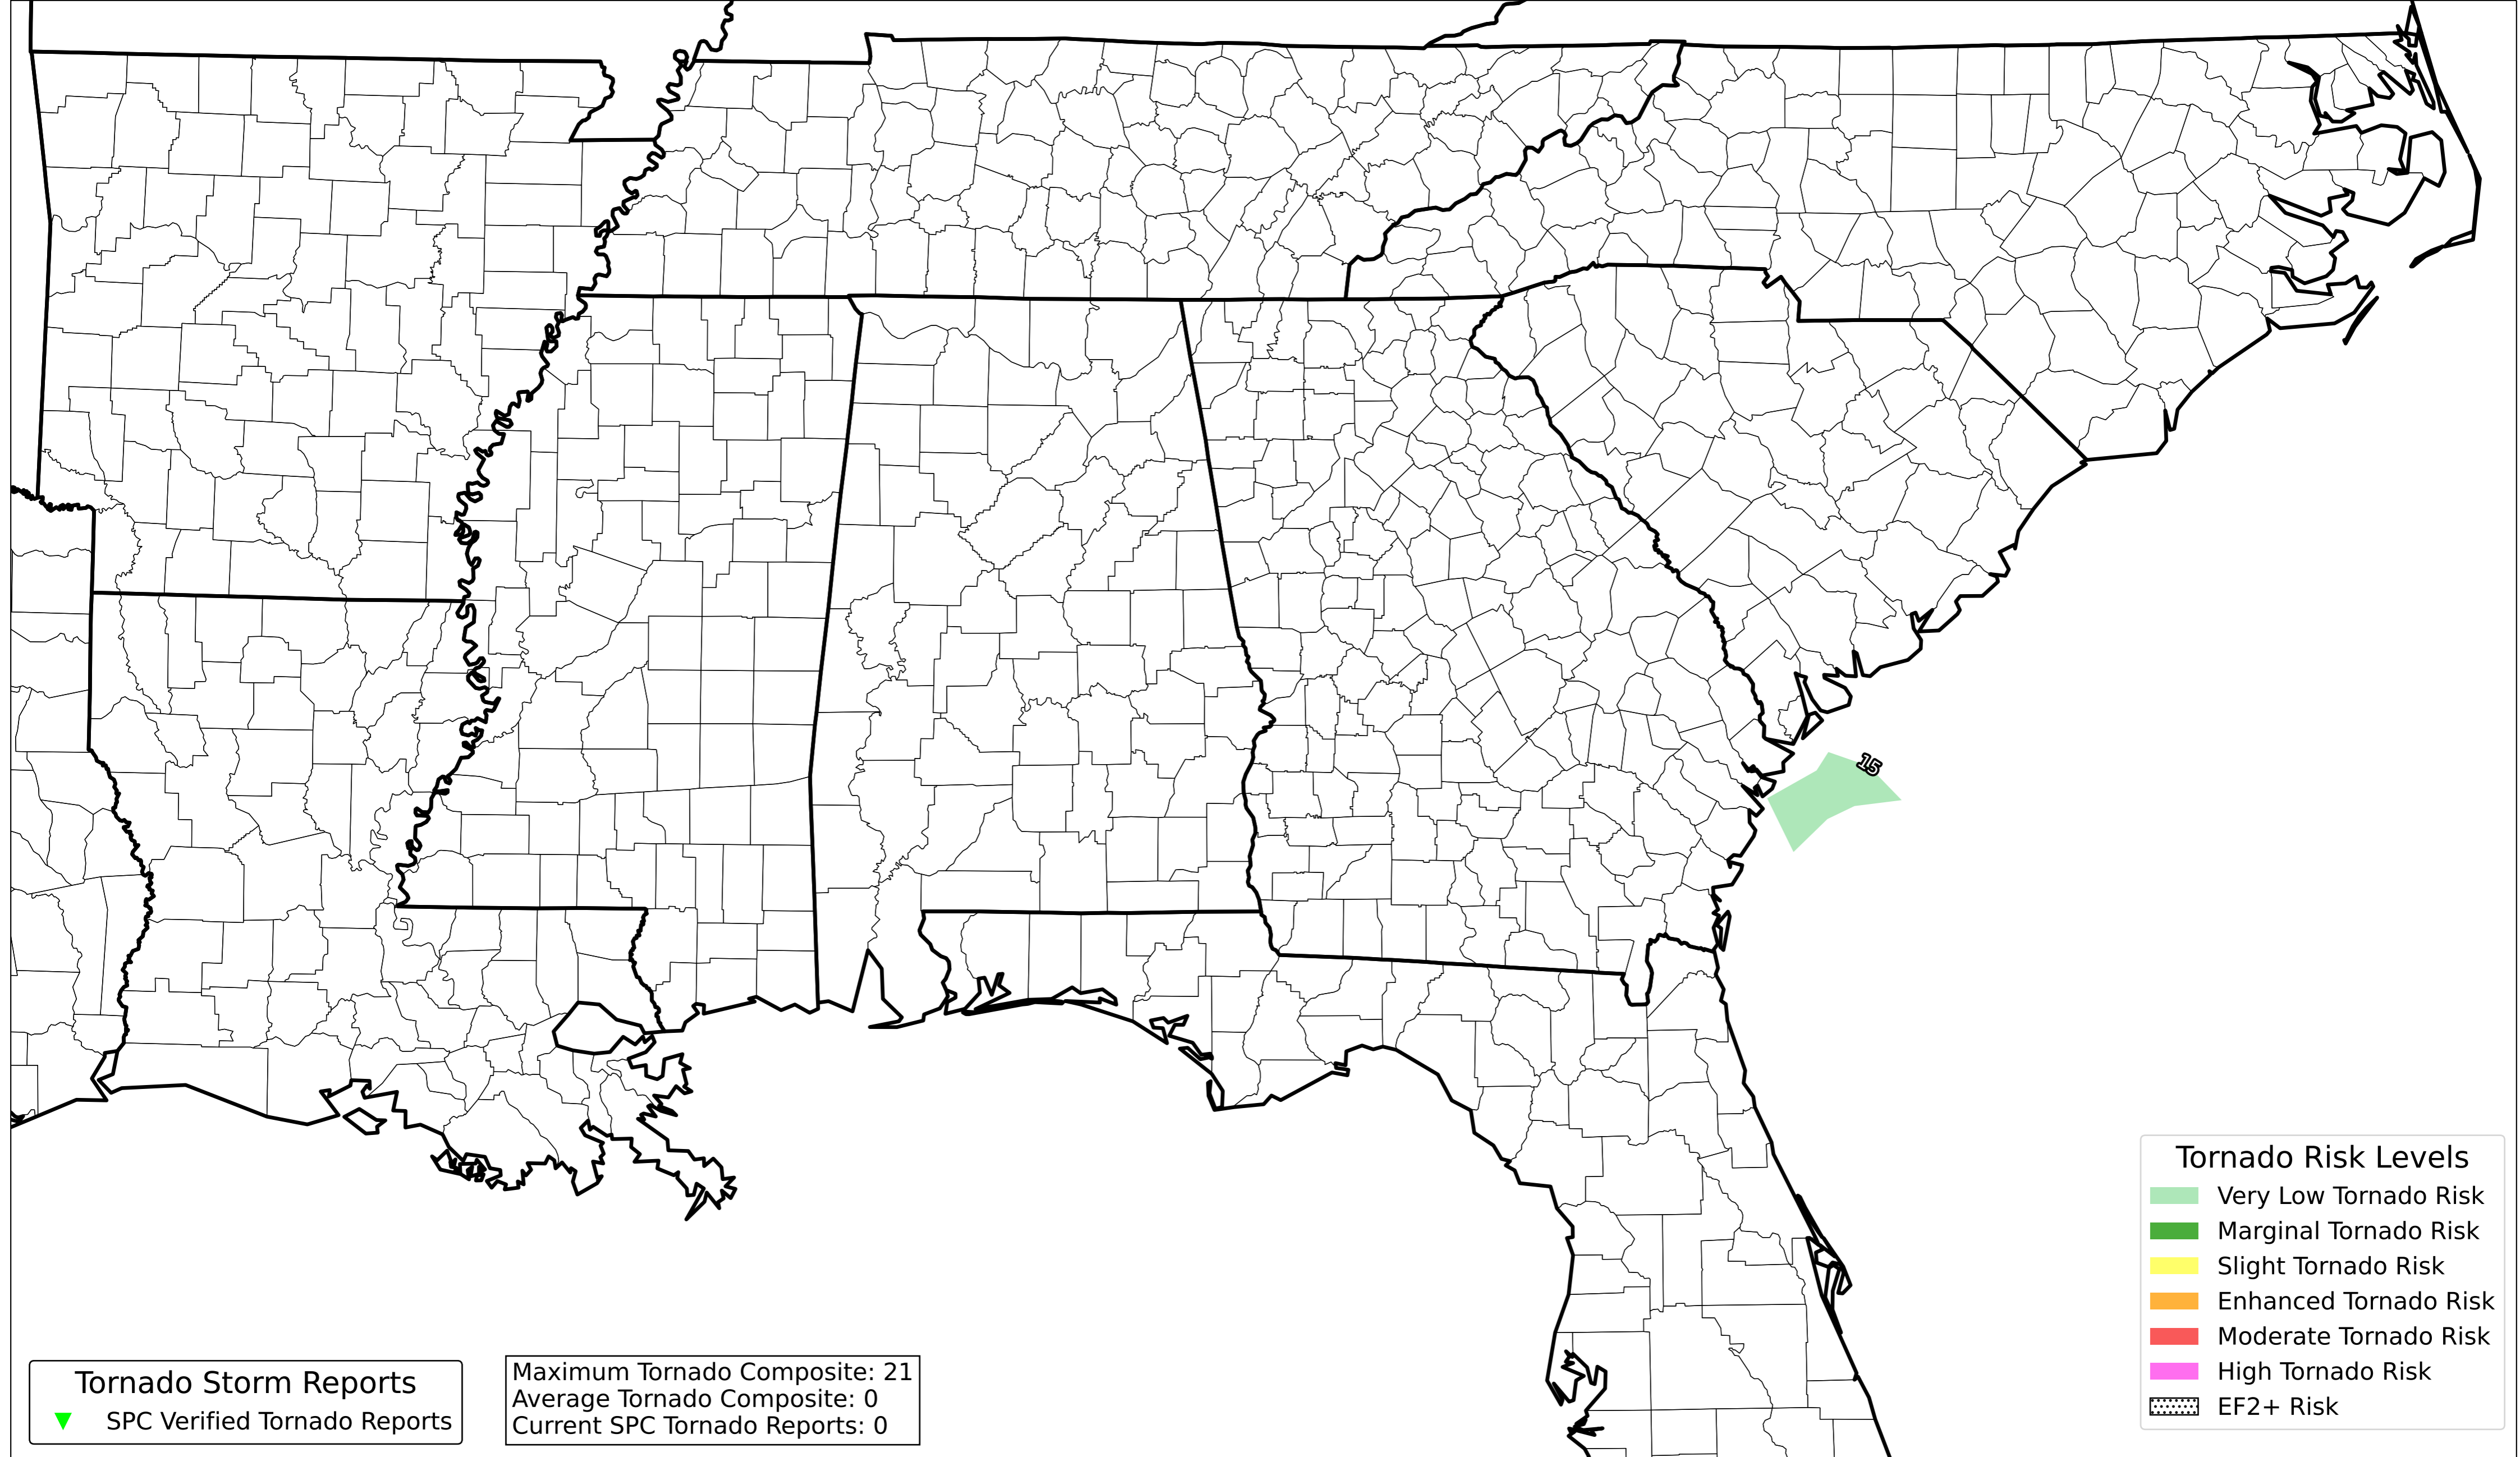 15
Tornado Risk Levels
Very Low Tornado Risk
Marginal Tornado Risk
Slight Tornado Risk
Enhanced Tornado Risk
Moderate Tornado Risk
High Tornado Risk
EF2+ Risk
Tornado Storm Reports
SPC Verified Tornado Reports
Maximum Tornado Composite: 21
Average Tornado Composite: 0
Current SPC Tornado Reports: 0